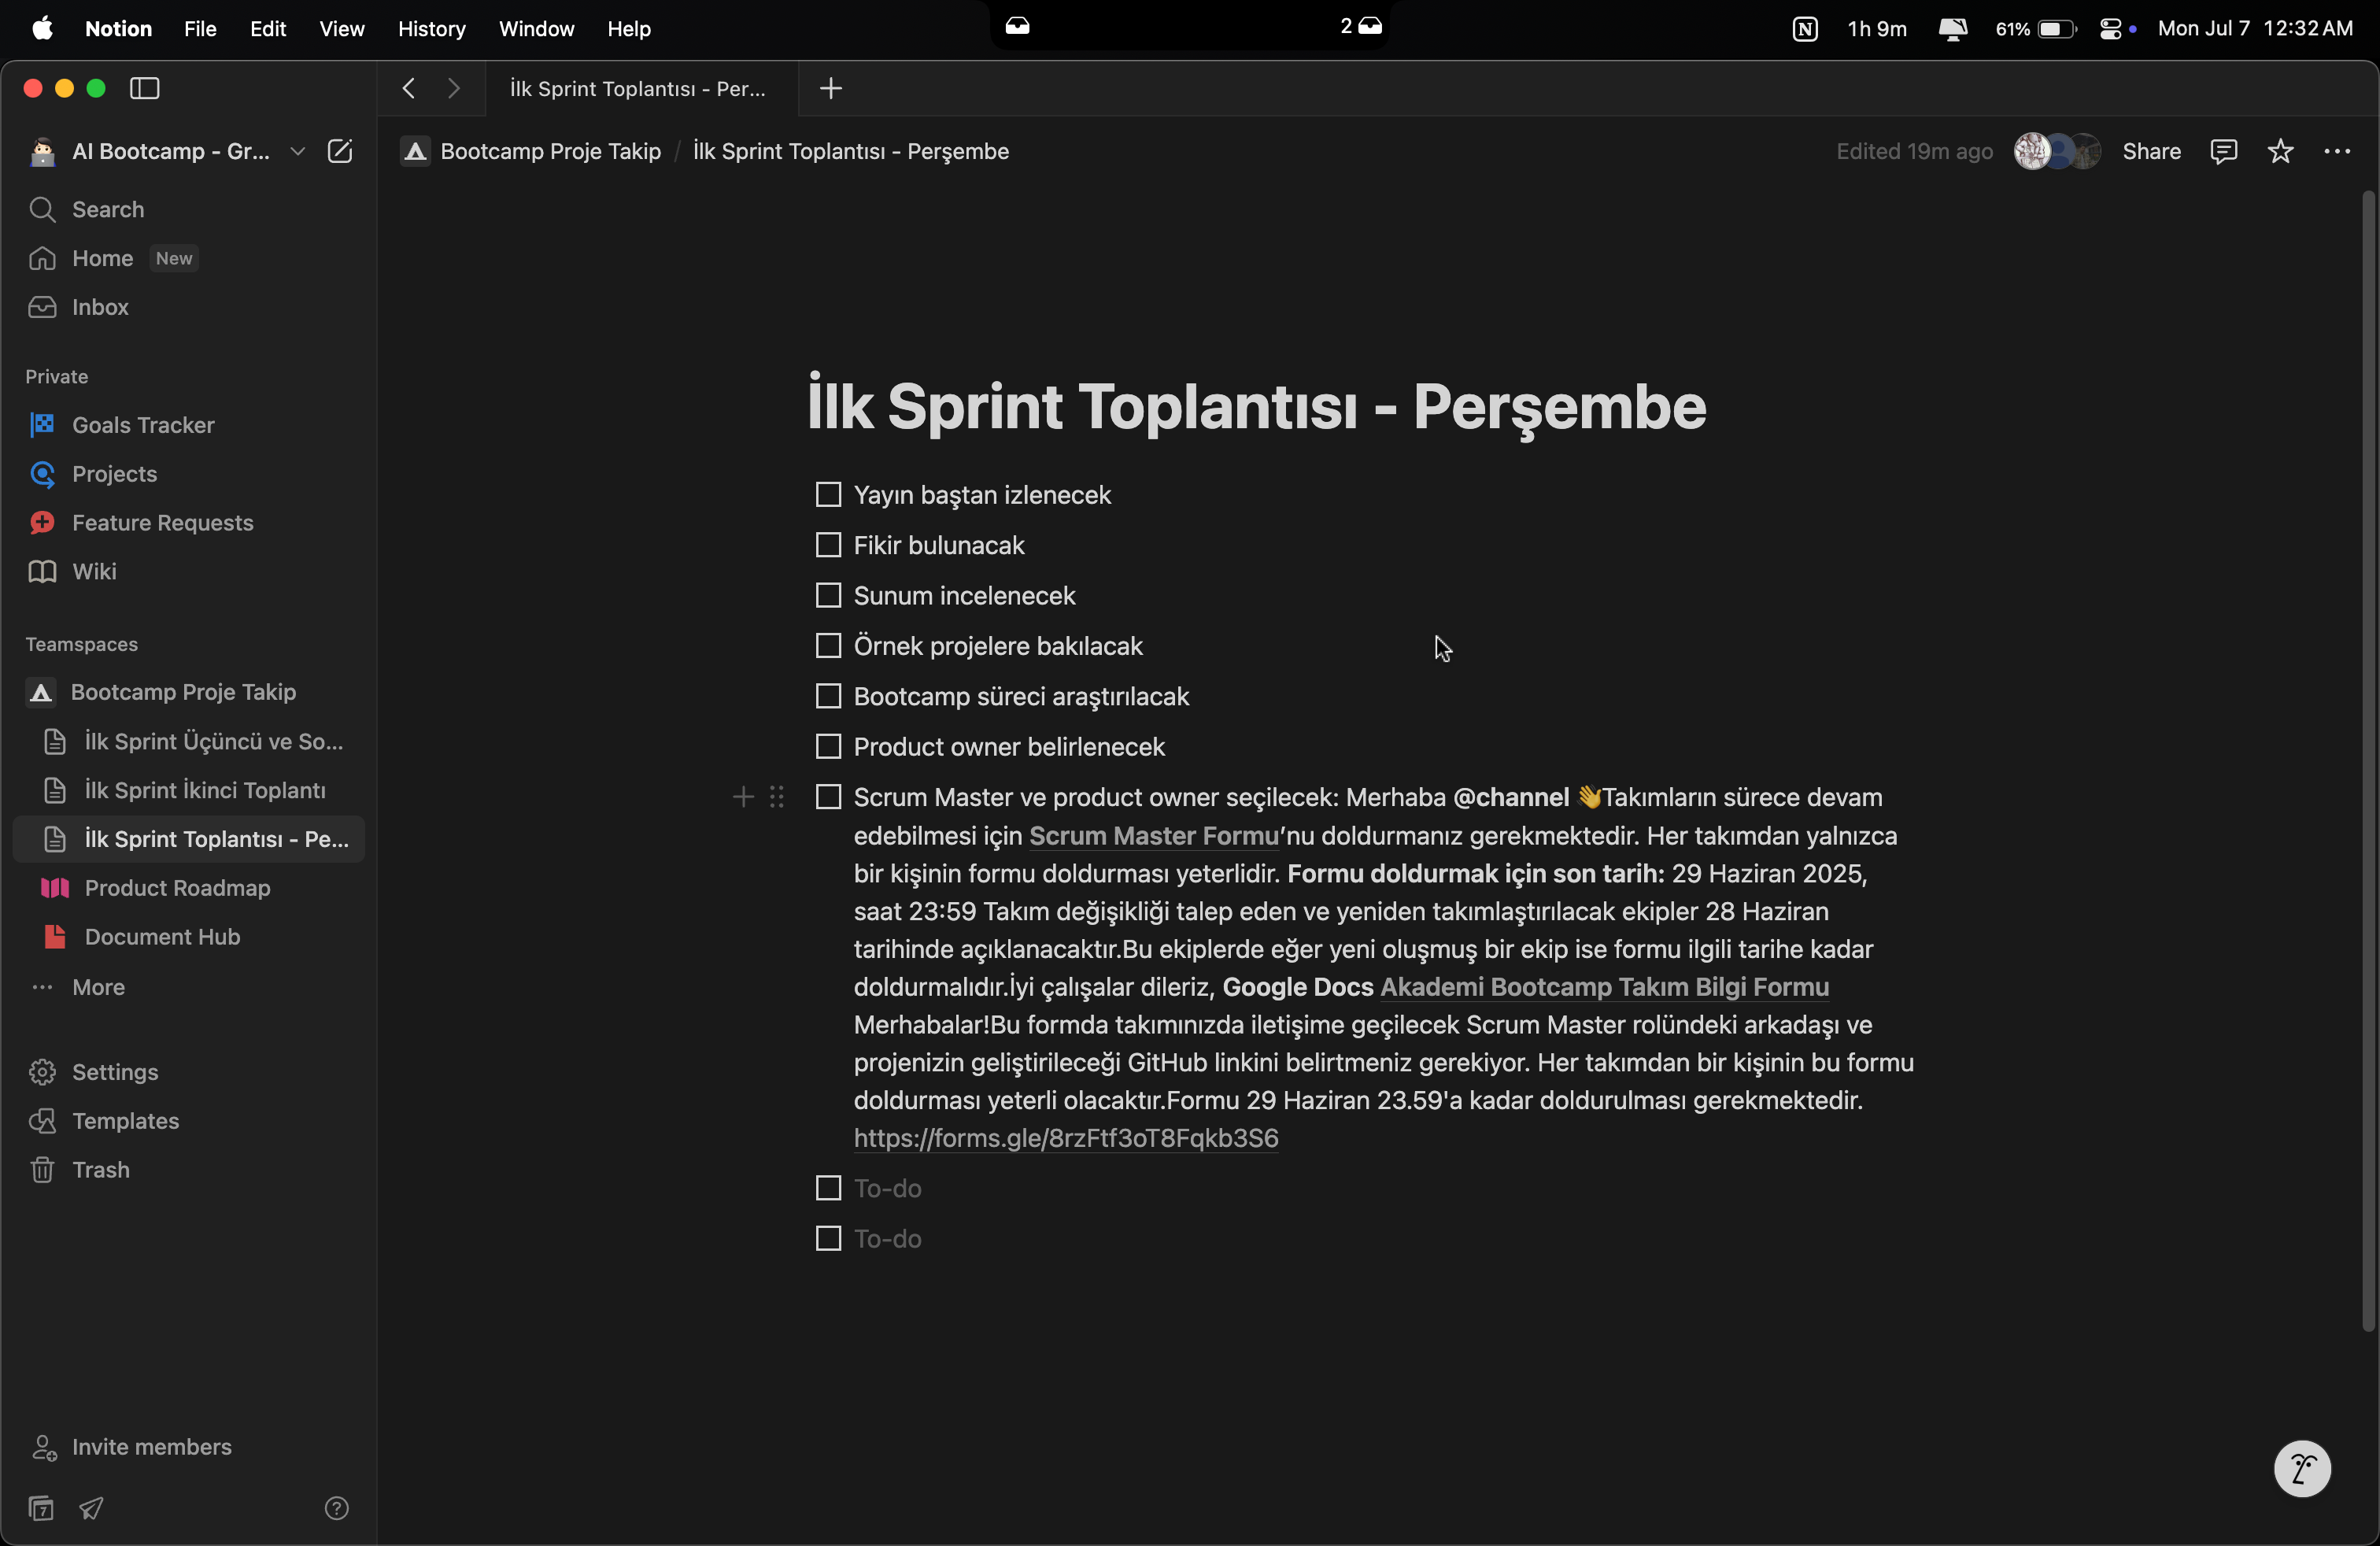 Notion File Edit View History Window Help 2 1h 9m 61% Mon Jul 7 12:32 AM
İlk Sprint Toplantısı - Per...
AI Bootcamp - Gr...
Bootcamp Proje Takip / İlk Sprint Toplantısı - Perşembe
Edited 19m ago Share
Search
Home New
Inbox
Private
Goals Tracker
Projects
Feature Requests
Wiki
Teamspaces
Bootcamp Proje Takip
İlk Sprint Üçüncü ve So...
İlk Sprint İkinci Toplantı
İlk Sprint Toplantısı - Pe...
Product Roadmap
Document Hub
More
Settings
Templates
Trash
Invite members
7
İlk Sprint Toplantısı - Perşembe
Yayın baştan izlenecek
Fikir bulunacak
Sunum incelenecek
Örnek projelere bakılacak
Bootcamp süreci araştırılacak
Product owner belirlenecek
Scrum Master ve product owner seçilecek: Merhaba @channel 👋Takımların sürece devam
edebilmesi için Scrum Master Formu’nu doldurmanız gerekmektedir. Her takımdan yalnızca
bir kişinin formu doldurması yeterlidir. Formu doldurmak için son tarih: 29 Haziran 2025,
saat 23:59 Takım değişikliği talep eden ve yeniden takımlaştırılacak ekipler 28 Haziran
tarihinde açıklanacaktır.Bu ekiplerde eğer yeni oluşmuş bir ekip ise formu ilgili tarihe kadar
doldurmalıdır.İyi çalışalar dileriz, Google Docs Akademi Bootcamp Takım Bilgi Formu
Merhabalar!Bu formda takımınızda iletişime geçilecek Scrum Master rolündeki arkadaşı ve
projenizin geliştirileceği GitHub linkini belirtmeniz gerekiyor. Her takımdan bir kişinin bu formu
doldurması yeterli olacaktır.Formu 29 Haziran 23.59'a kadar doldurulması gerekmektedir.
https://forms.gle/8rzFtf3oT8Fqkb3S6
To-do
To-do